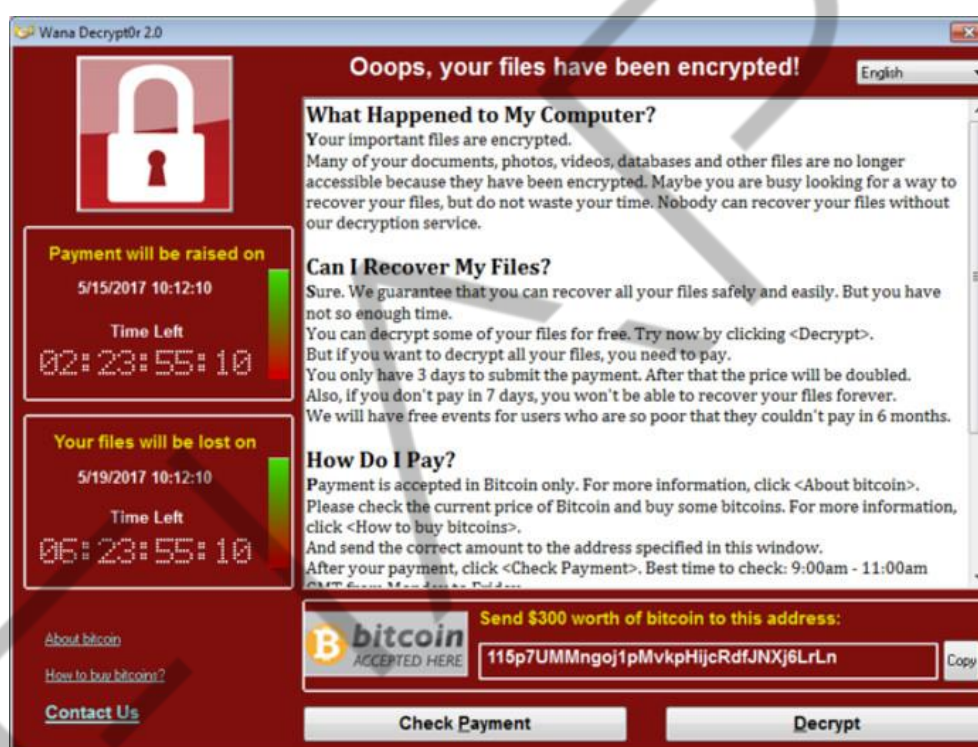 Wana Decrypt0r 2.0
Ooops, your files have been encrypted!
English
What Happened to My Computer?
Your important files are encrypted.
Many of your documents, photos, videos, databases and other files are no longer
accessible because they have been encrypted. Maybe you are busy looking for a way to
recover your files, but do not waste your time. Nobody can recover your files without
our decryption service.
Can I Recover My Files?
Sure. We guarantee that you can recover all your files safely and easily. But you have
not so enough time.
You can decrypt some of your files for free. Try now by clicking <Decrypt>.
But if you want to decrypt all your files, you need to pay.
You only have 3 days to submit the payment. After that the price will be doubled.
Also, if you don't pay in 7 days, you won't be able to recover your files forever.
We will have free events for users who are so poor that they couldn't pay in 6 months.
How Do I Pay?
Payment is accepted in Bitcoin only. For more information, click <About bitcoin>.
Please check the current price of Bitcoin and buy some bitcoins. For more information,
click <How to buy bitcoins>.
And send the correct amount to the address specified in this window.
After your payment, click <Check Payment>. Best time to check: 9:00am - 11:00am
GMT from Monday to Friday
Payment will be raised on
5/15/2017 10:12:10
Time Left
02:23:55:10
Your files will be lost on
5/19/2017 10:12:10
Time Left
06:23:55:10
About bitcoin
How to buy bitcoins?
Contact Us
bitcoin
ACCEPTED HERE
Send $300 worth of bitcoin to this address:
115p7UMMngoj1pMvkpHijcRdfJNXj6LrLn
Copy
Check Payment
Decrypt